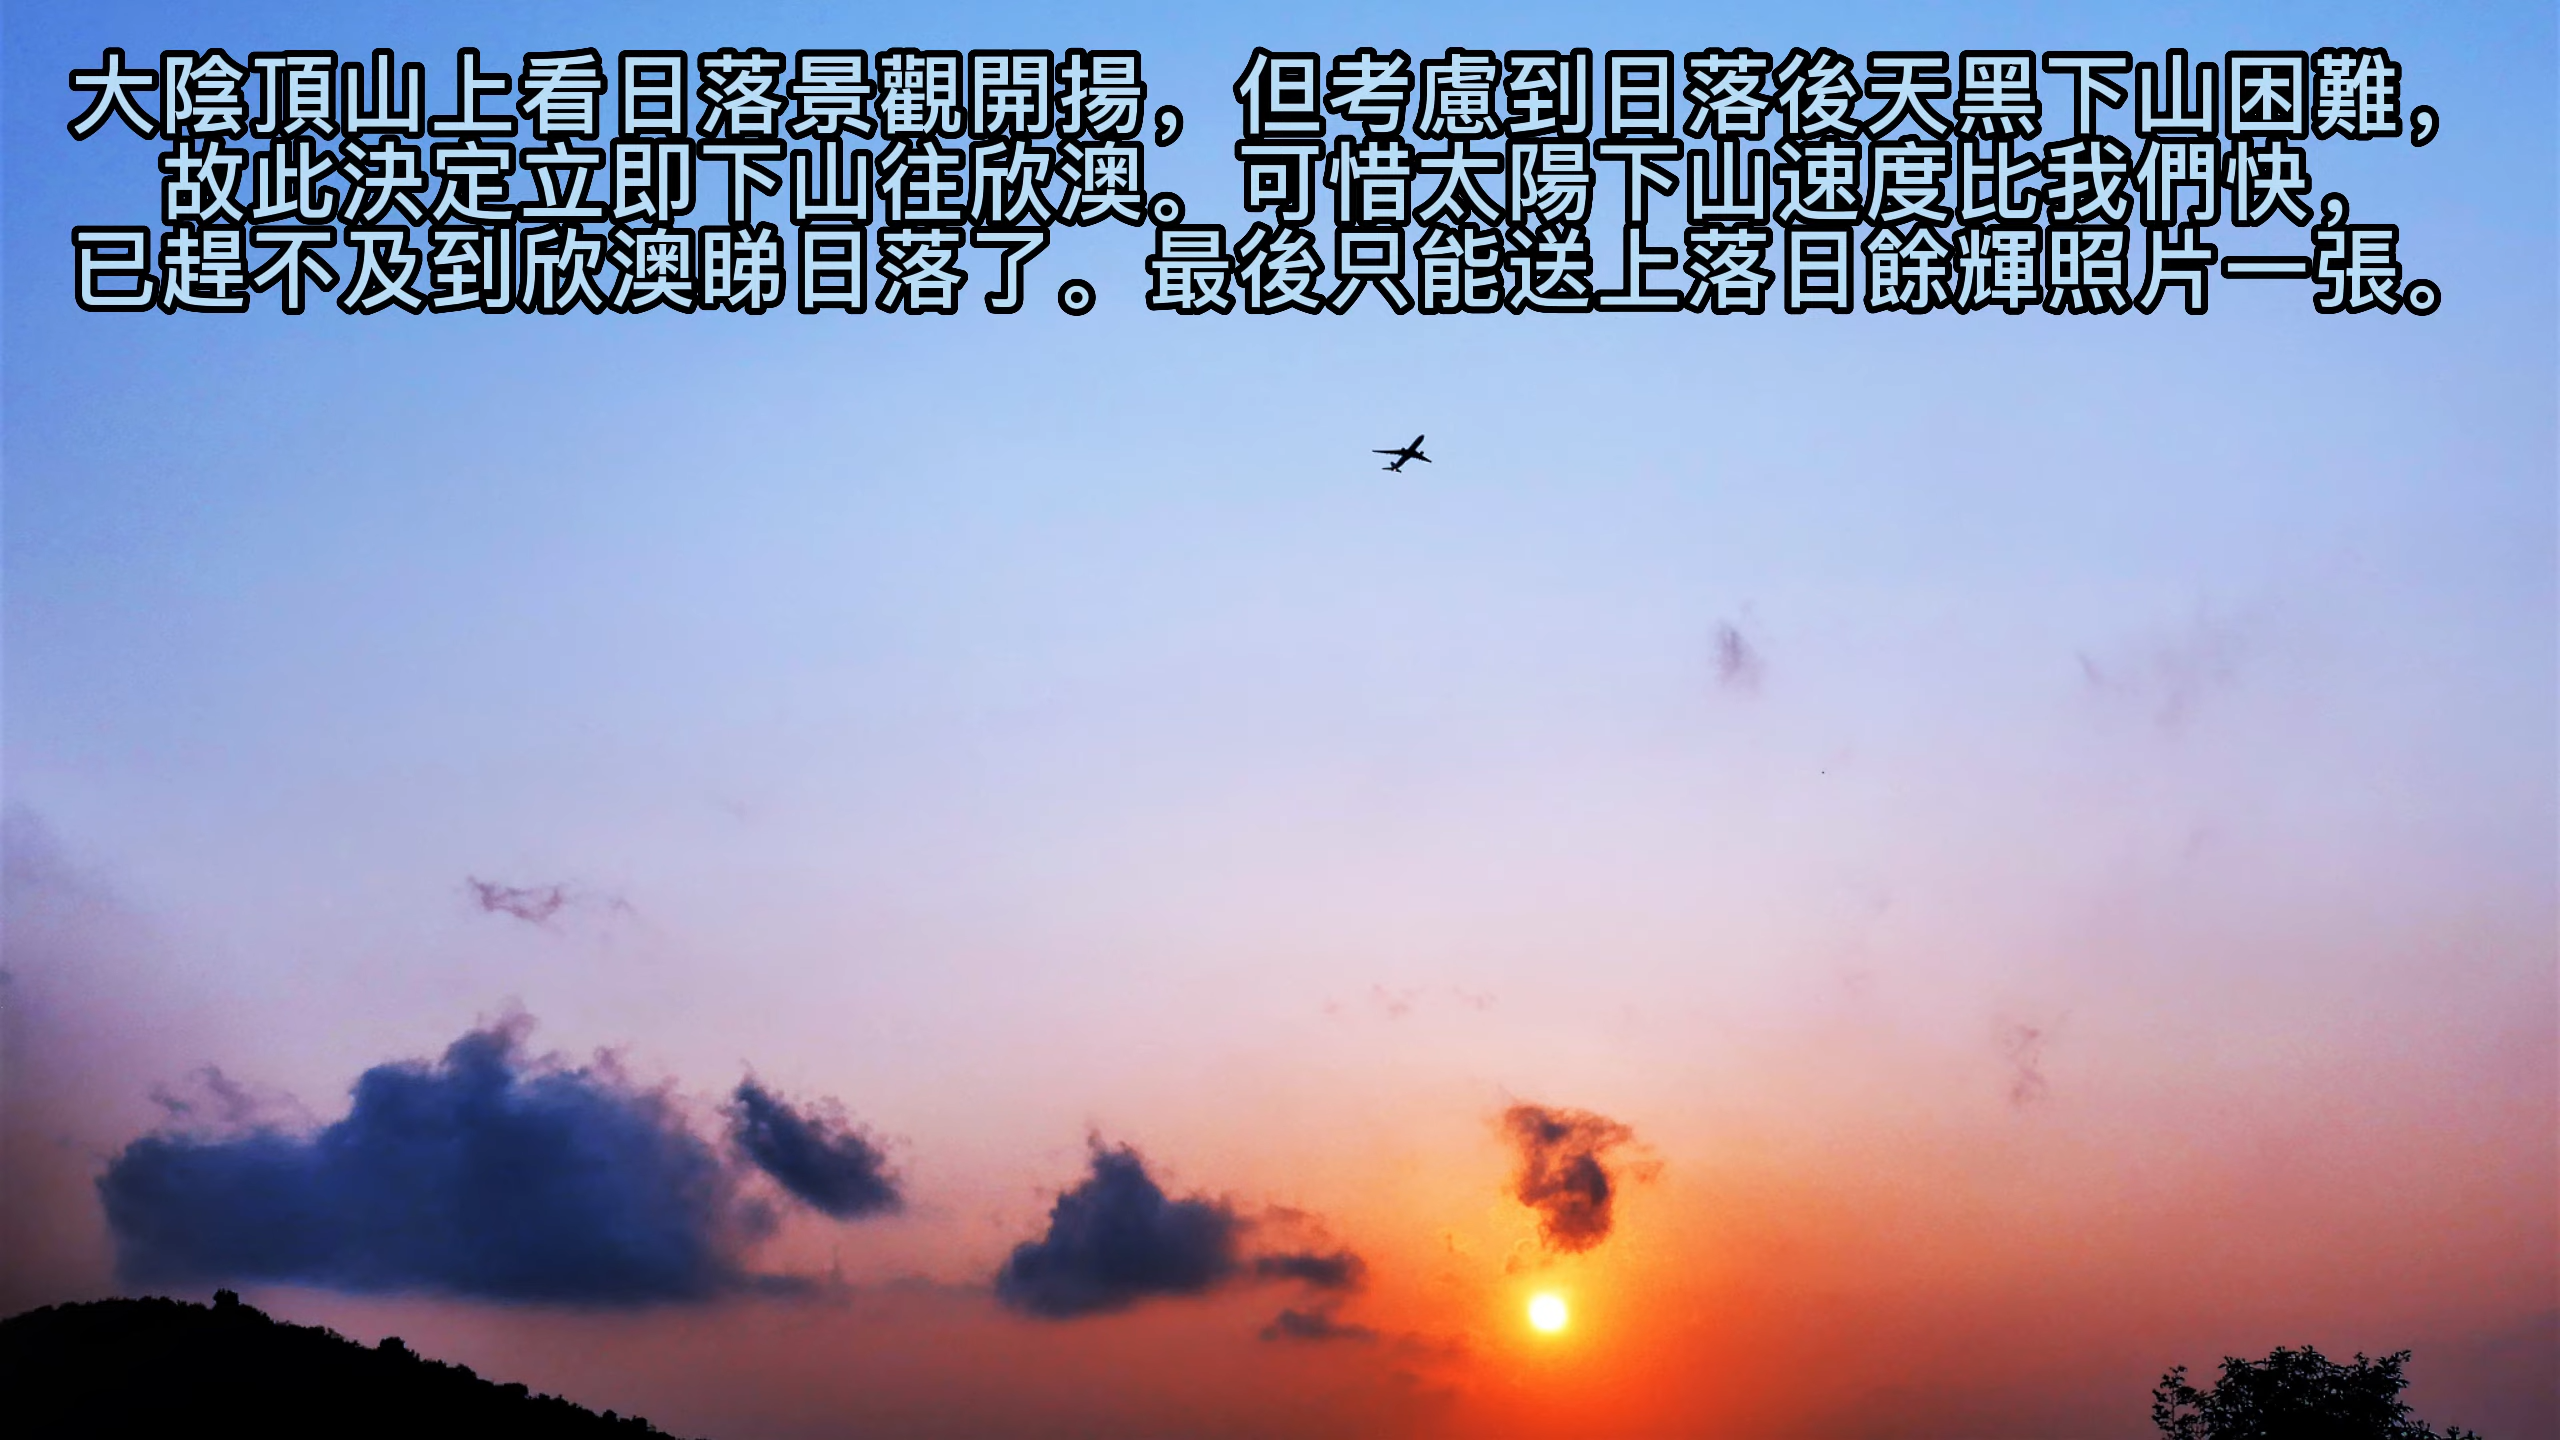 大陰頂山上看日落景觀開揚，但考慮到日落後天黑下山困難，
故此決定立即下山往欣澳。可惜太陽下山速度比我們快，
已趕不及到欣澳睇日落了。最後只能送上落日餘輝照片一張。